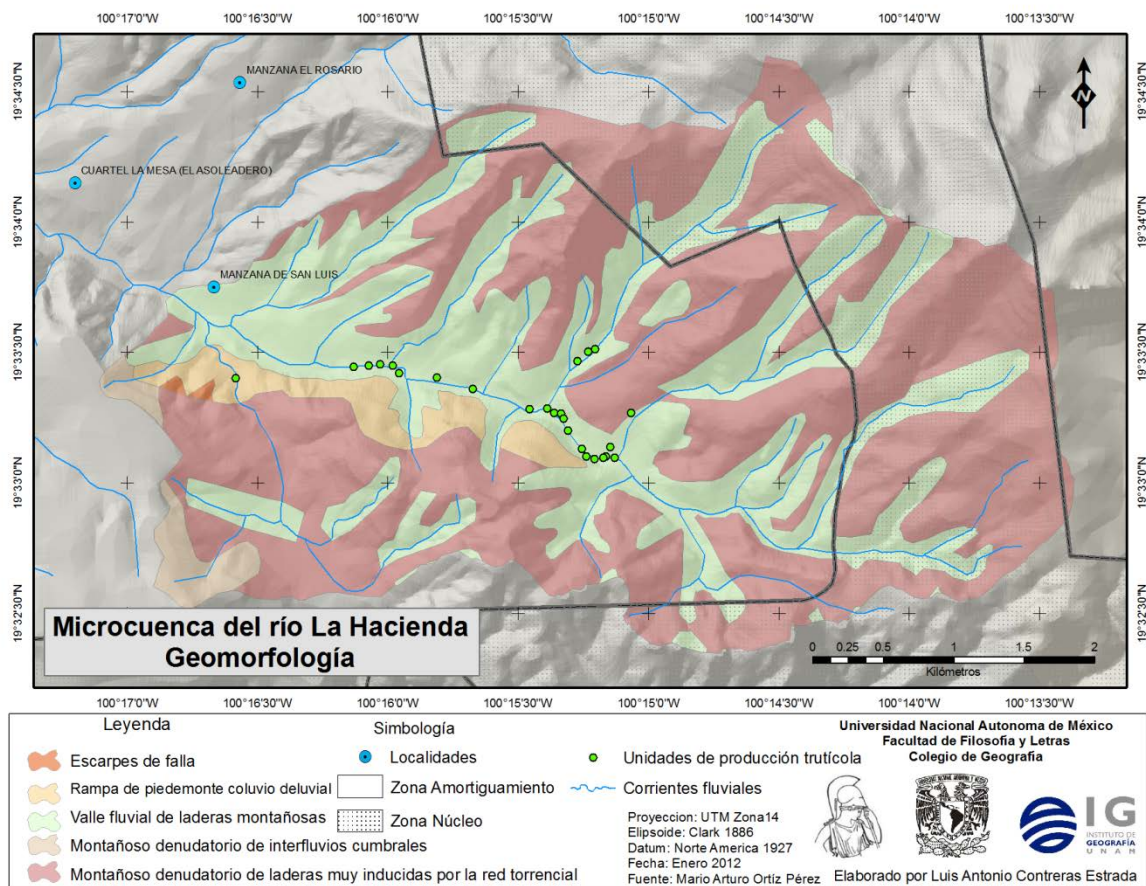 100°17'0"W 100°16'30"W 100°16'0"W 100°15'30"W 100°15'0"W 100°14'30"W 100°14'0"W 100°13'30"W
19°34'30"N 19°34'30"N
19°34'0"N 19°34'0"N
19°33'30"N 19°33'30"N
19°33'0"N 19°33'0"N
19°32'30"N 19°32'30"N
MANZANA EL ROSARIO
CUARTEL LA MESA (EL ASOLEADERO)
MANZANA DE SAN LUIS
N
Microcuenca del río La Hacienda
Geomorfología
0 0.25 0.5 1 1.5 2
Kilómetros
100°17'0"W 100°16'30"W 100°16'0"W 100°15'30"W 100°15'0"W 100°14'30"W 100°14'0"W 100°13'30"W
Leyenda
Escarpes de falla
Rampa de piedemonte coluvio deluvial
Valle fluvial de laderas montañosas
Montañoso denudatorio de interfluvios cumbrales
Montañoso denudatorio de laderas muy inducidas por la red torrencial
Simbología
Localidades
Zona Amortiguamiento
Zona Núcleo
Unidades de producción trutícola
Corrientes fluviales
Proyeccion: UTM Zona14
Elipsoide: Clark 1886
Datum: Norte America 1927
Fecha: Enero 2012
Fuente: Mario Arturo Ortíz Pérez
Universidad Nacional Autonoma de México
Facultad de Filosofia y Letras
Colegio de Geografía
IG
INSTITUTO DE
GEOGRAFÍA
UNAM
Elaborado por Luis Antonio Contreras Estrada